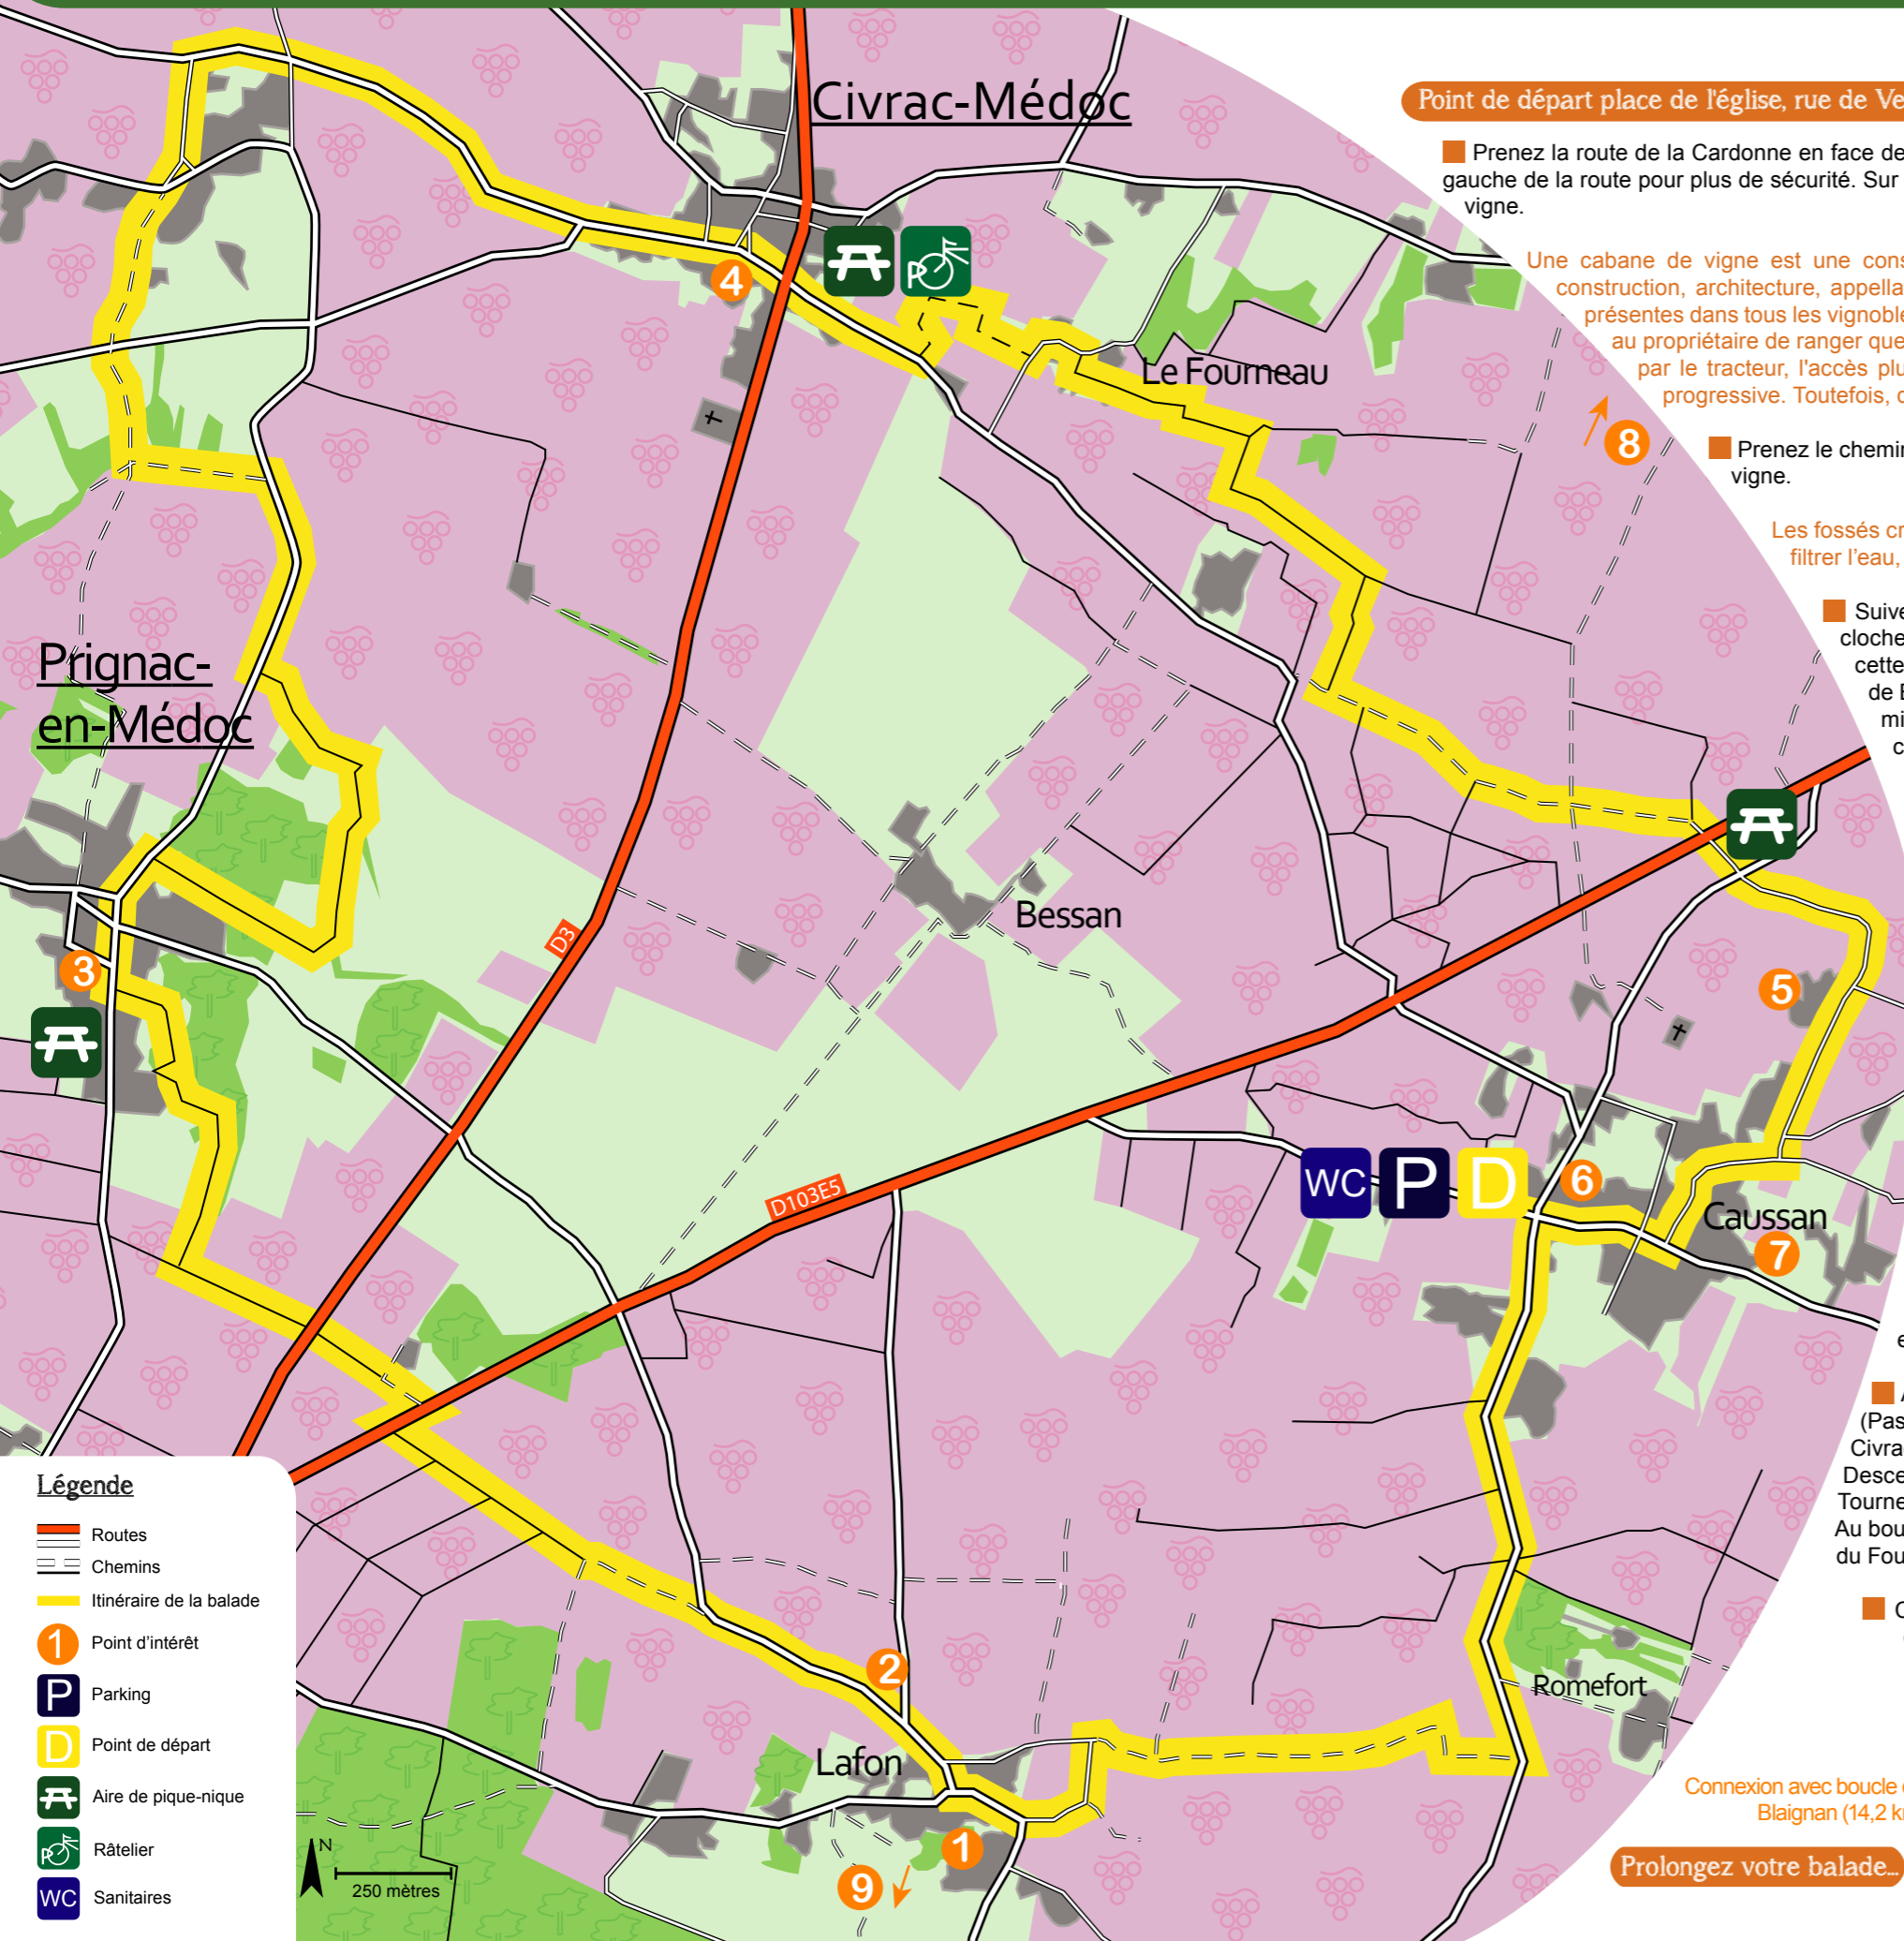 Civrac-Médoc
Point de départ place de l'église, rue de Ve
Prenez la route de la Cardonne en face de
gauche de la route pour plus de sécurité. Sur
vigne.
Une cabane de vigne est une cons
construction, architecture, appella
présentes dans tous les vignoble
au propriétaire de ranger que
par le tracteur, l'accès plu
progressive. Toutefois, d
4
P
Le Fourneau
8
Prenez le chemin
vigne.
Les fossés cr
filtrer l'eau,
Suive
cloche
cette
de B
mi
c
Prignac-
en-Médoc
Bessan
D3
3
5
D103E5
WC P D
6
Caussan
7
e
(Pas
Civra
Desce
Tourne
Au bou
du Fou
Romefort
2
Lafon
1
9
Connexion avec boucle
Blaignan (14,2 k
Prolongez votre balade...
Légende
Routes
Chemins
Itinéraire de la balade
1 Point d'intérêt
P Parking
D Point de départ
Aire de pique-nique
P Râtelier
WC Sanitaires
N
250 mètres